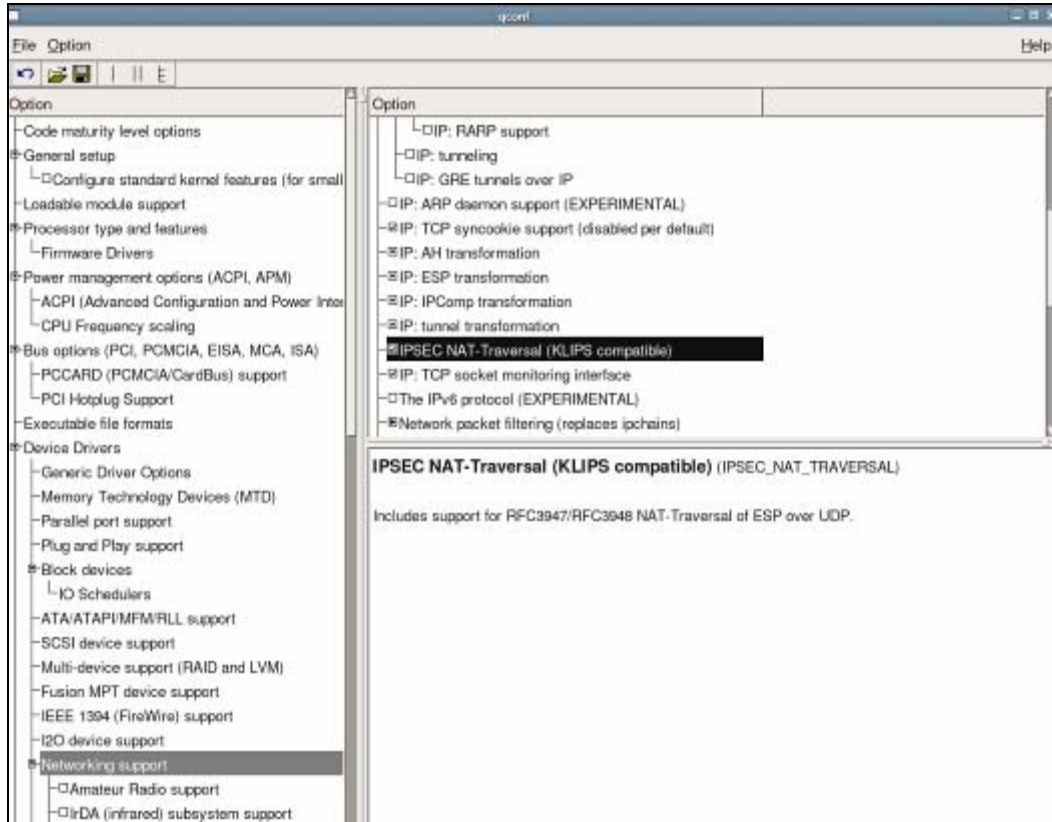 qconf
File Option Help
Option
Code maturity level options
General setup
Configure standard kernel features (for small
Loadable module support
Processor type and features
Firmware Drivers
Power management options (ACPI, APM)
ACPI (Advanced Configuration and Power Inter
CPU Frequency scaling
Bus options (PCI, PCMCIA, EISA, MCA, ISA)
PCCARD (PCMCIA/CardBus) support
PCI Hotplug Support
Executable file formats
Device Drivers
Generic Driver Options
Memory Technology Devices (MTD)
Parallel port support
Plug and Play support
Block devices
IO Schedulers
ATA/ATAPI/MFM/RLL support
SCSI device support
Multi-device support (RAID and LVM)
Fusion MPT device support
IEEE 1394 (FireWire) support
I2O device support
Networking support
Amateur Radio support
IrDA (infrared) subsystem support
Option
IP: RARP support
IP: tunneling
IP: GRE tunnels over IP
IP: ARP daemon support (EXPERIMENTAL)
IP: TCP syncookie support (disabled per default)
IP: AH transformation
IP: ESP transformation
IP: IPComp transformation
IP: tunnel transformation
IPSEC NAT-Traversal (KLIPS compatible)
IP: TCP socket monitoring interface
The IPv6 protocol (EXPERIMENTAL)
Network packet filtering (replaces ipchains)
IPSEC NAT-Traversal (KLIPS compatible) (IPSEC_NAT_TRAVERSAL)
Includes support for RFC3947/RFC3948 NAT-Traversal of ESP over UDP.